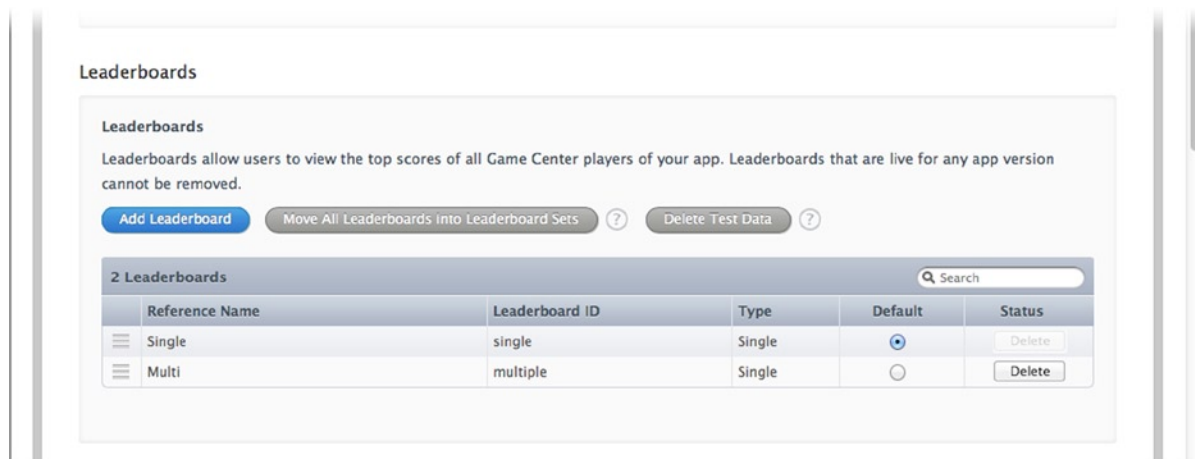 Leaderboards
Leaderboards
Leaderboards allow users to view the top scores of all Game Center players of your app. Leaderboards that are live for any app version
cannot be removed.
Add Leaderboard Move All Leaderboards into Leaderboard Sets ? Delete Test Data ?
2 Leaderboards Search
Reference Name Leaderboard ID Type Default Status
Single single Single Delete
Multi multiple Single Delete